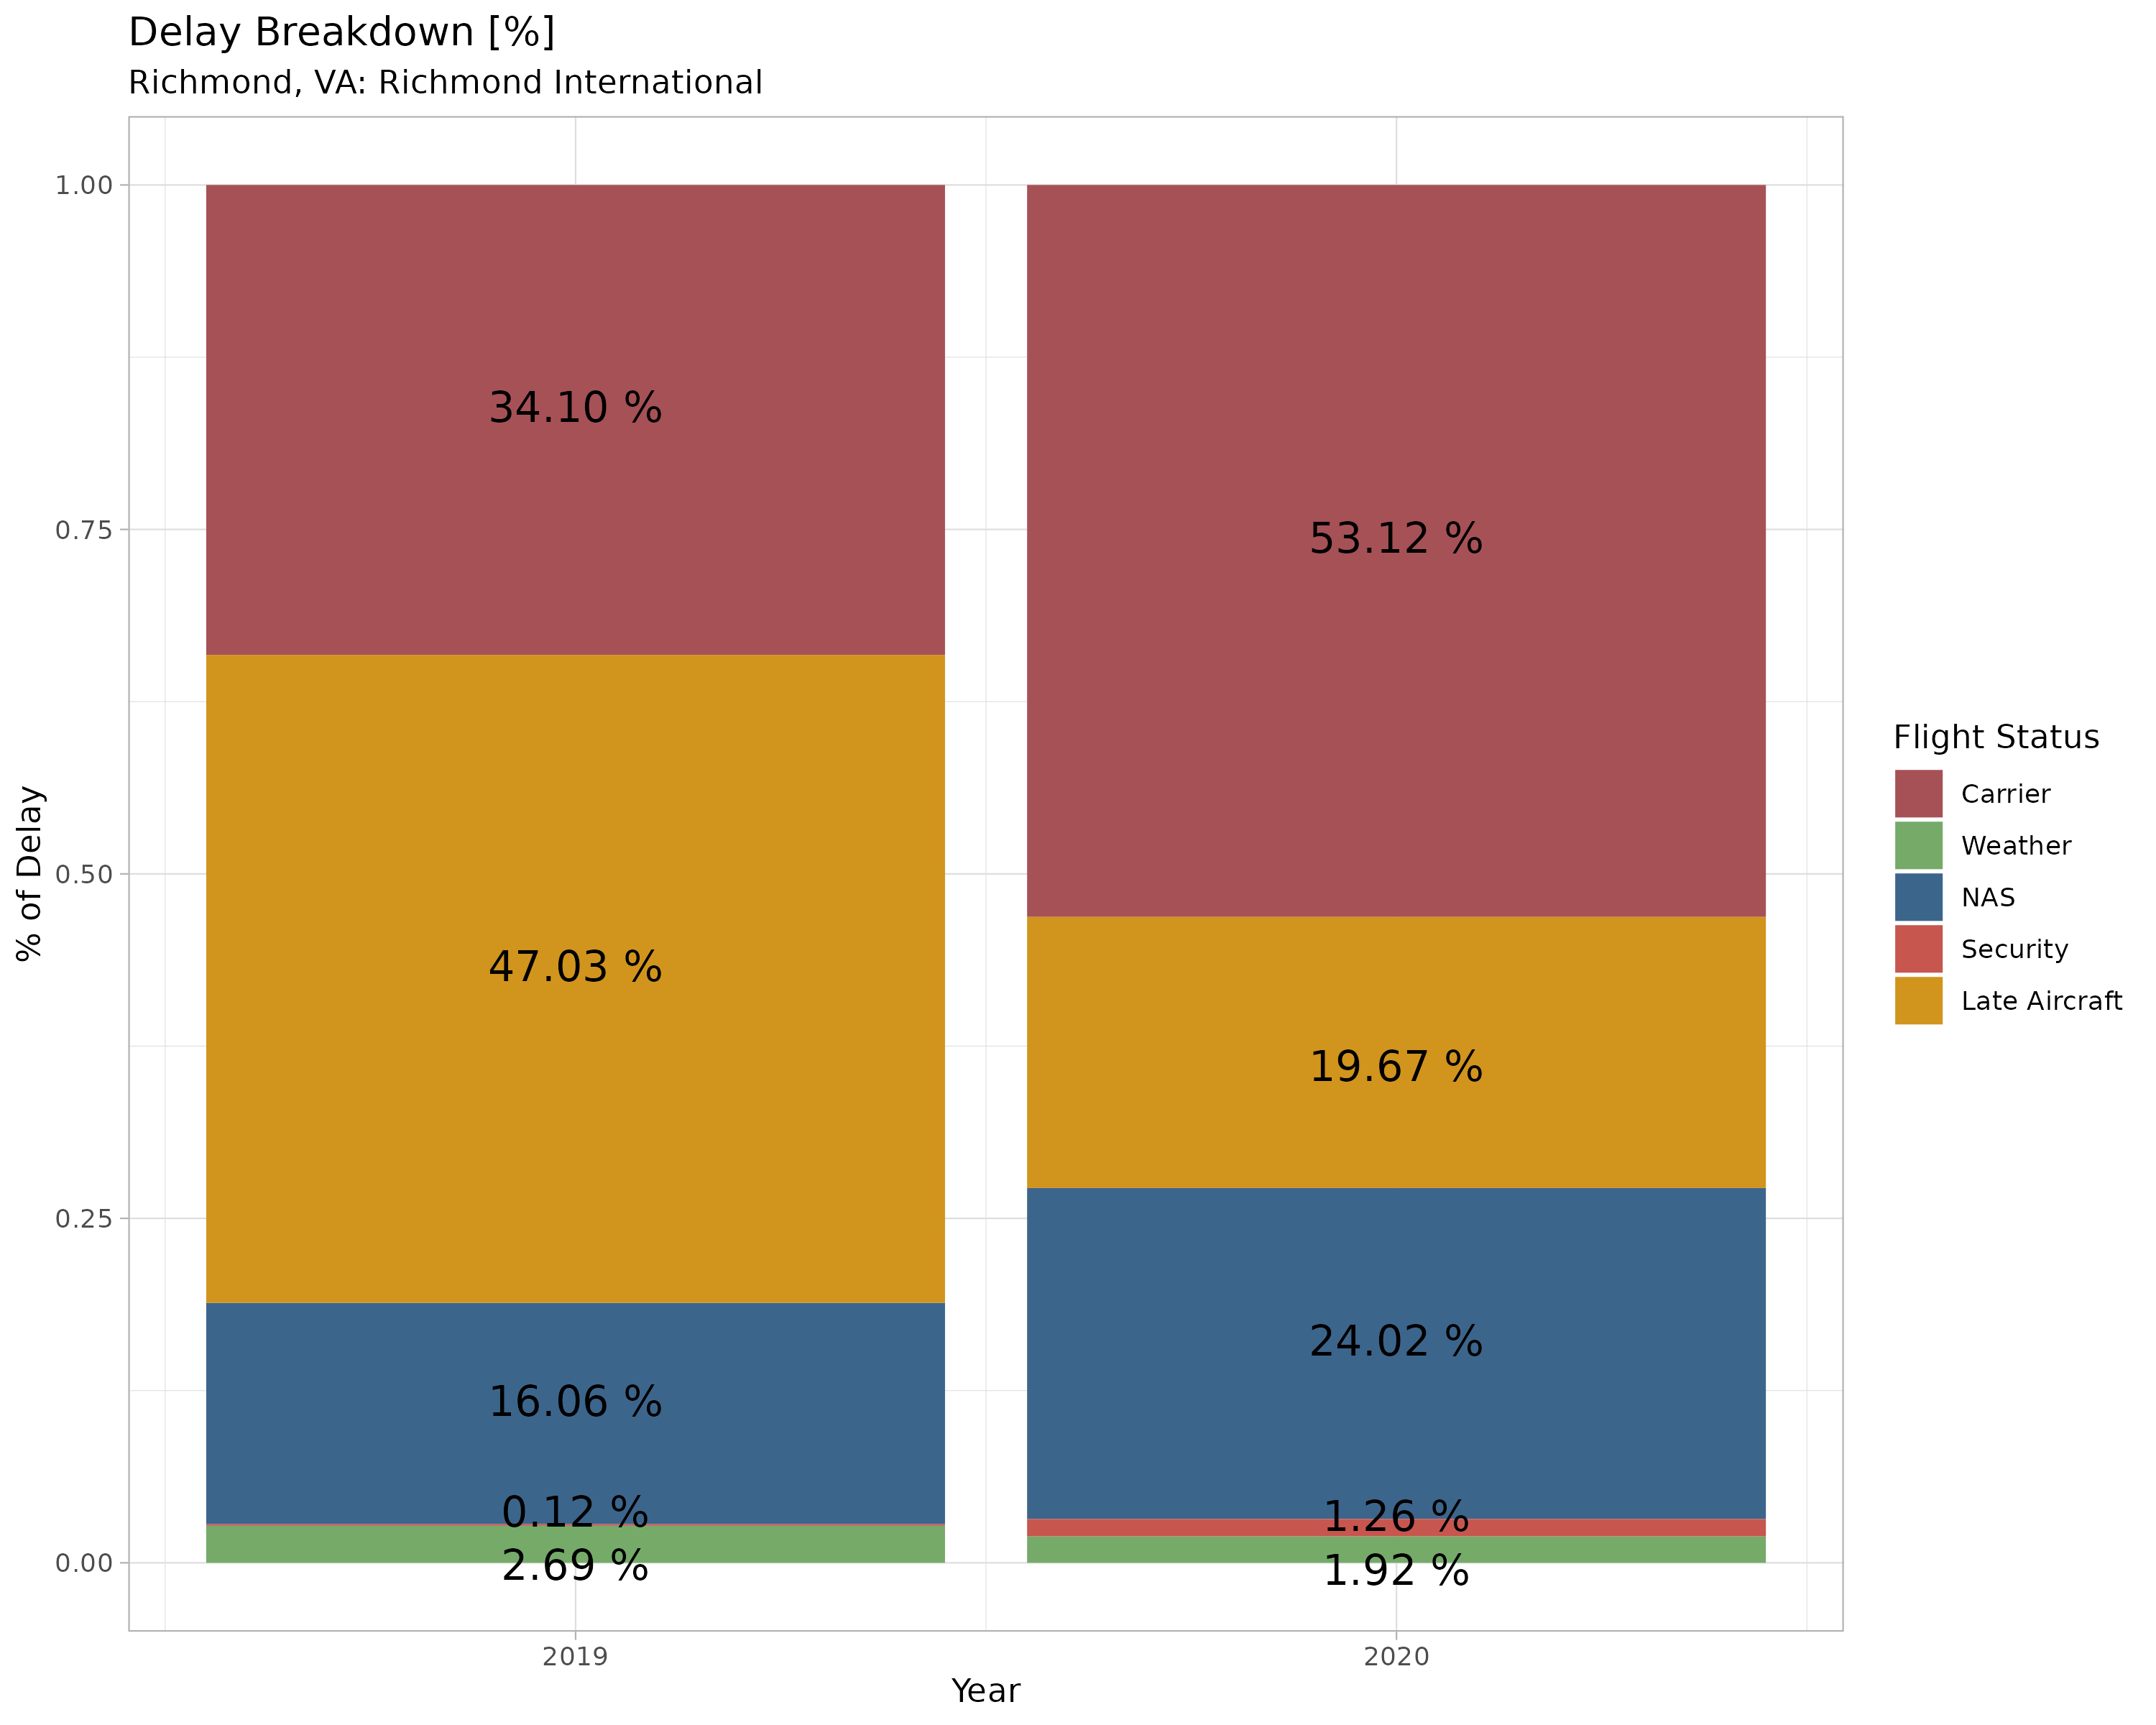 Delay Breakdown [%]
Richmond, VA: Richmond International
1.00
0.75
0.50
0.25
0.00
% of Delay
34.10 %
47.03 %
16.06 %
0.12 %
2.69 %
53.12 %
19.67 %
24.02 %
1.26 %
1.92 %
2019
2020
Year
Flight Status
Carrier
Weather
NAS
Security
Late Aircraft